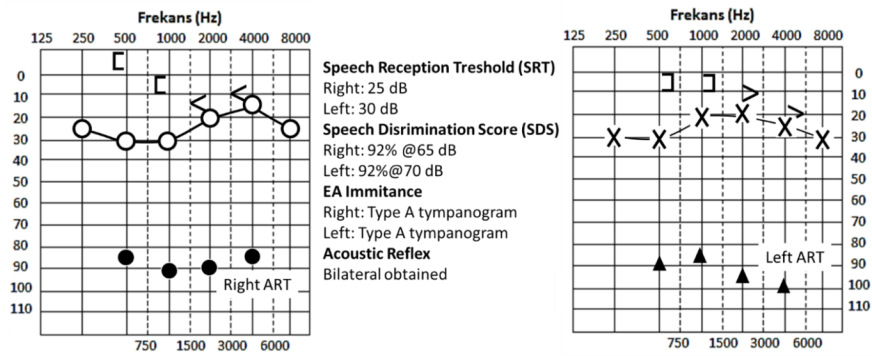 Frekans (Hz)
125 250 500 1000 2000 4000 8000
0
10
20
30
40
50
60
70
80
90
100
110
Right ART
750 1500 3000 6000
Speech Reception Treshold (SRT)
Right: 25 dB
Left: 30 dB
Speech Disrimination Score (SDS)
Right: 92% @65 dB
Left: 92%@70 dB
EA Immitance
Right: Type A tympanogram
Left: Type A tympanogram
Acoustic Reflex
Bilateral obtained
Frekans (Hz)
125 250 500 1000 2000 4000 8000
0
10
20
30
40
50
60
70
80
90
100
110
Left ART
750 1500 3000 6000